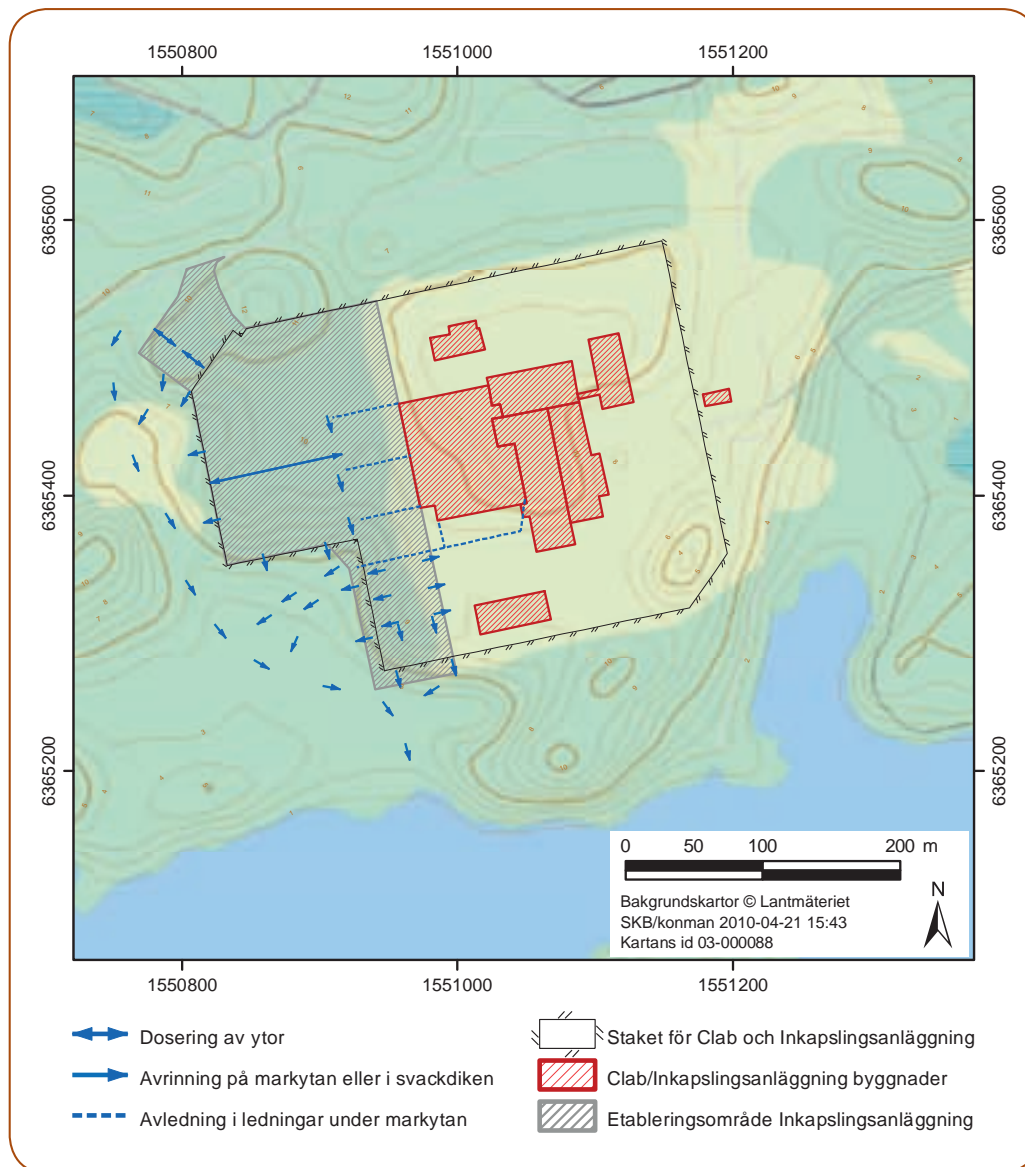 1550800 1551000 1551200
6365600 6365600
6365400 6365400
6365200 6365200
0 50 100 200 m
Bakgrundskartor © Lantmäteriet
SKB/konman 2010-04-21 15:43
Kartans id 03-000088
N
1550800 1551000 1551200
Dosering av ytor
Avrinning på markytan eller i svackdiken
Avledning i ledningar under markytan
Staket för Clab och Inkapslingsanläggning
Clab/Inkapslingsanläggning byggnader
Etableringsområde Inkapslingsanläggning